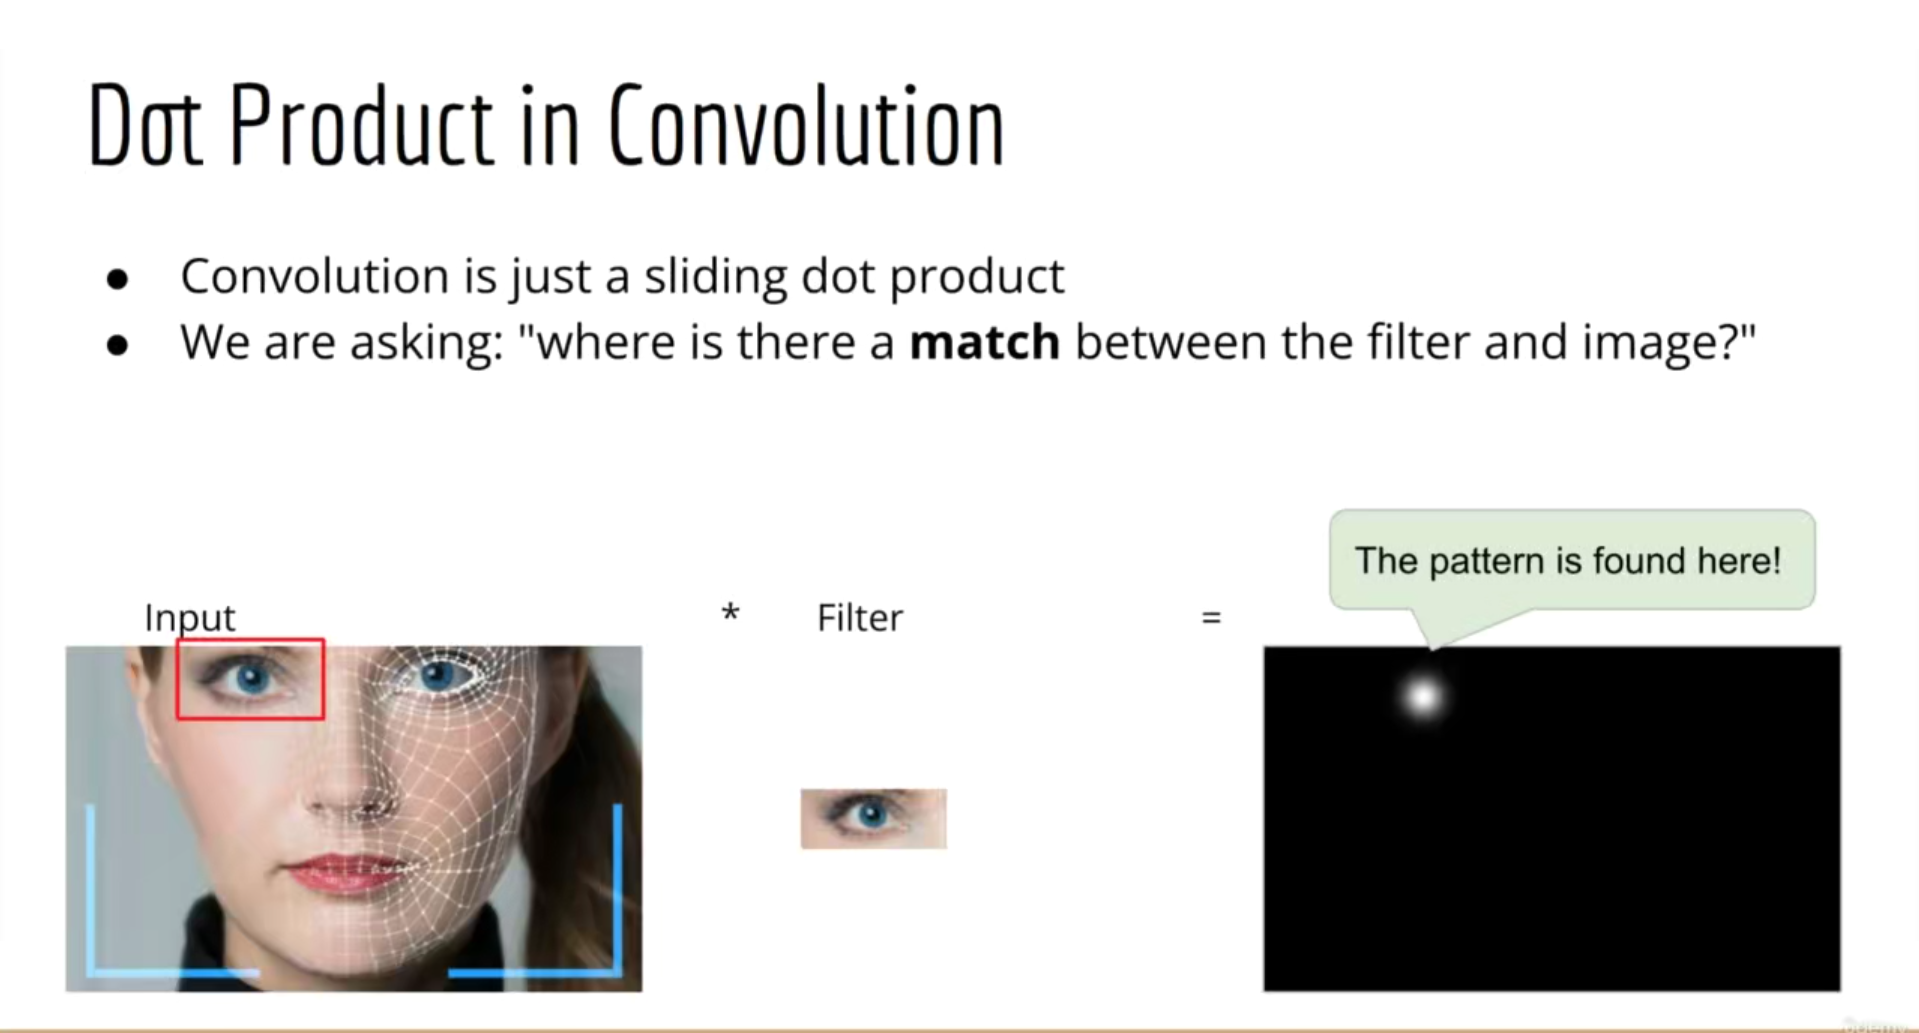 Dot Product in Convolution
● Convolution is just a sliding dot product
● We are asking: "where is there a match between the filter and image?"
The pattern is found here!
Input * Filter =